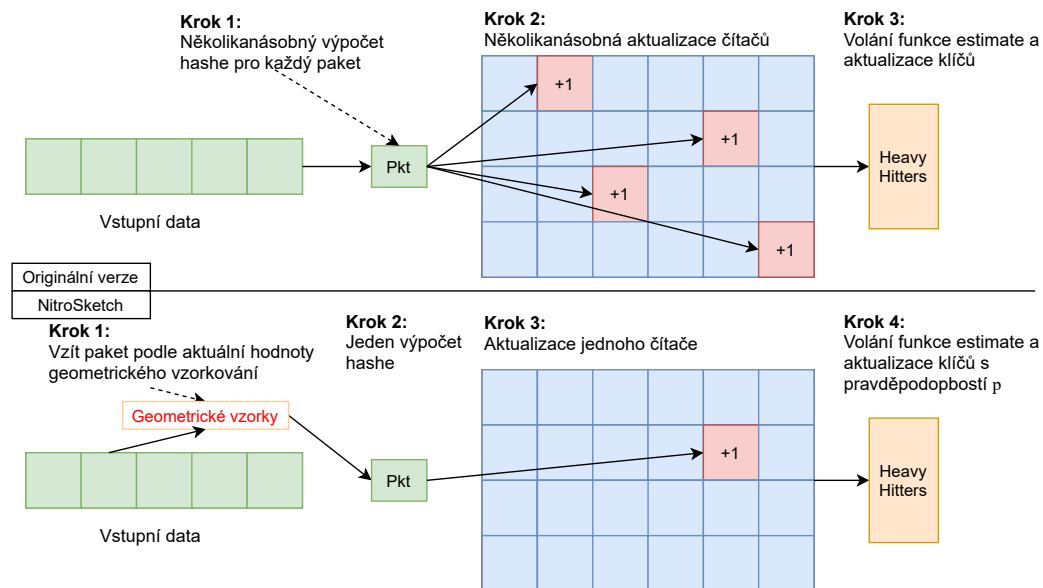 Krok 1:
Několikanásobný výpočet
hashe pro každý paket
Krok 2:
Několikanásobná aktualizace čítačů
Krok 3:
Volání funkce estimate a
aktualizace klíčů
+1
+1
+1
+1
Pkt
Heavy
Hitters
Vstupní data
Originální verze
NitroSketch
Krok 1:
Vzít paket podle aktuální hodnoty
geometrického vzorkování
Krok 2:
Jeden výpočet
hashe
Krok 3:
Aktualizace jednoho čítače
Krok 4:
Volání funkce estimate a
aktualizace klíčů s
pravděpodopbostí p
Geometrické vzorky
+1
Pkt
Heavy
Hitters
Vstupní data